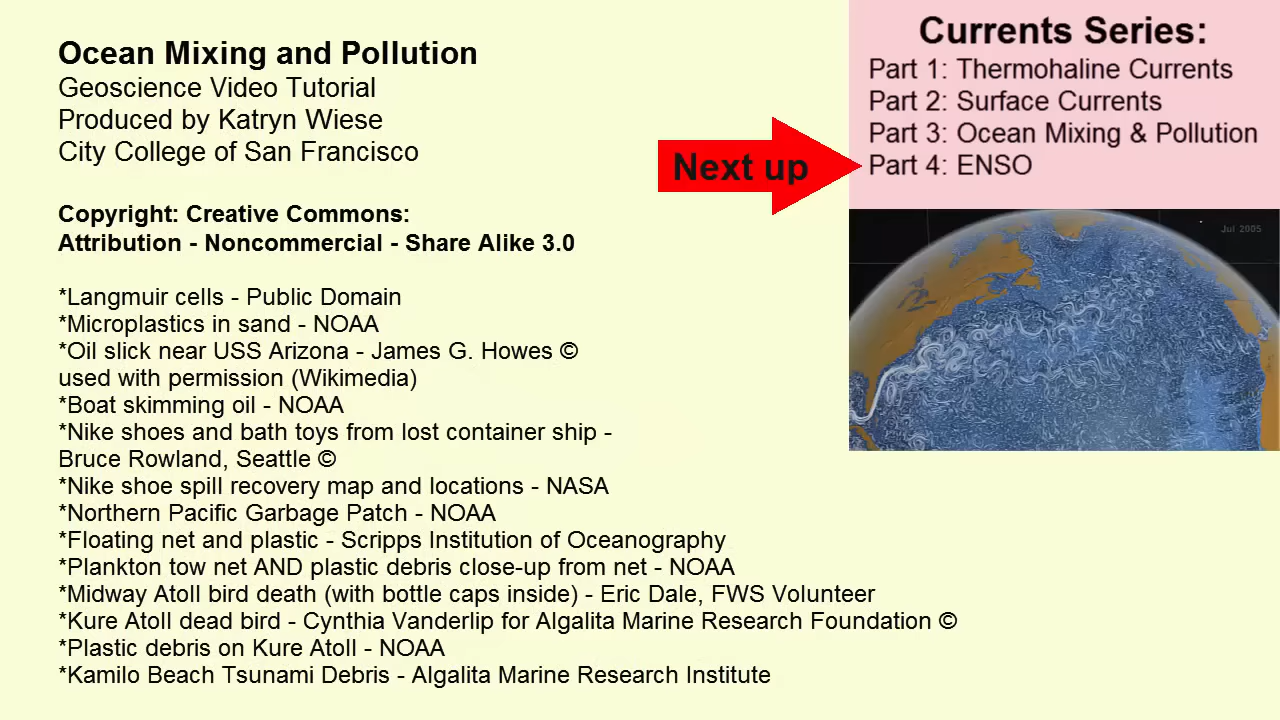 Ocean Mixing and Pollution
Geoscience Video Tutorial
Produced by Katryn Wiese
City College of San Francisco
Copyright: Creative Commons:
Attribution - Noncommercial - Share Alike 3.0
*Langmuir cells - Public Domain
*Microplastics in sand - NOAA
*Oil slick near USS Arizona - James G. Howes ©
used with permission (Wikimedia)
*Boat skimming oil - NOAA
*Nike shoes and bath toys from lost container ship -
Bruce Rowland, Seattle ©
*Nike shoe spill recovery map and locations - NASA
*Northern Pacific Garbage Patch - NOAA
*Floating net and plastic - Scripps Institution of Oceanography
*Plankton tow net AND plastic debris close-up from net - NOAA
*Midway Atoll bird death (with bottle caps inside) - Eric Dale, FWS Volunteer
*Kure Atoll dead bird - Cynthia Vanderlip for Algalita Marine Research Foundation ©
*Plastic debris on Kure Atoll - NOAA
*Kamilo Beach Tsunami Debris - Algalita Marine Research Institute
Currents Series:
Part 1: Thermohaline Currents
Part 2: Surface Currents
Part 3: Ocean Mixing & Pollution
Part 4: ENSO
Next up
Jul 2005